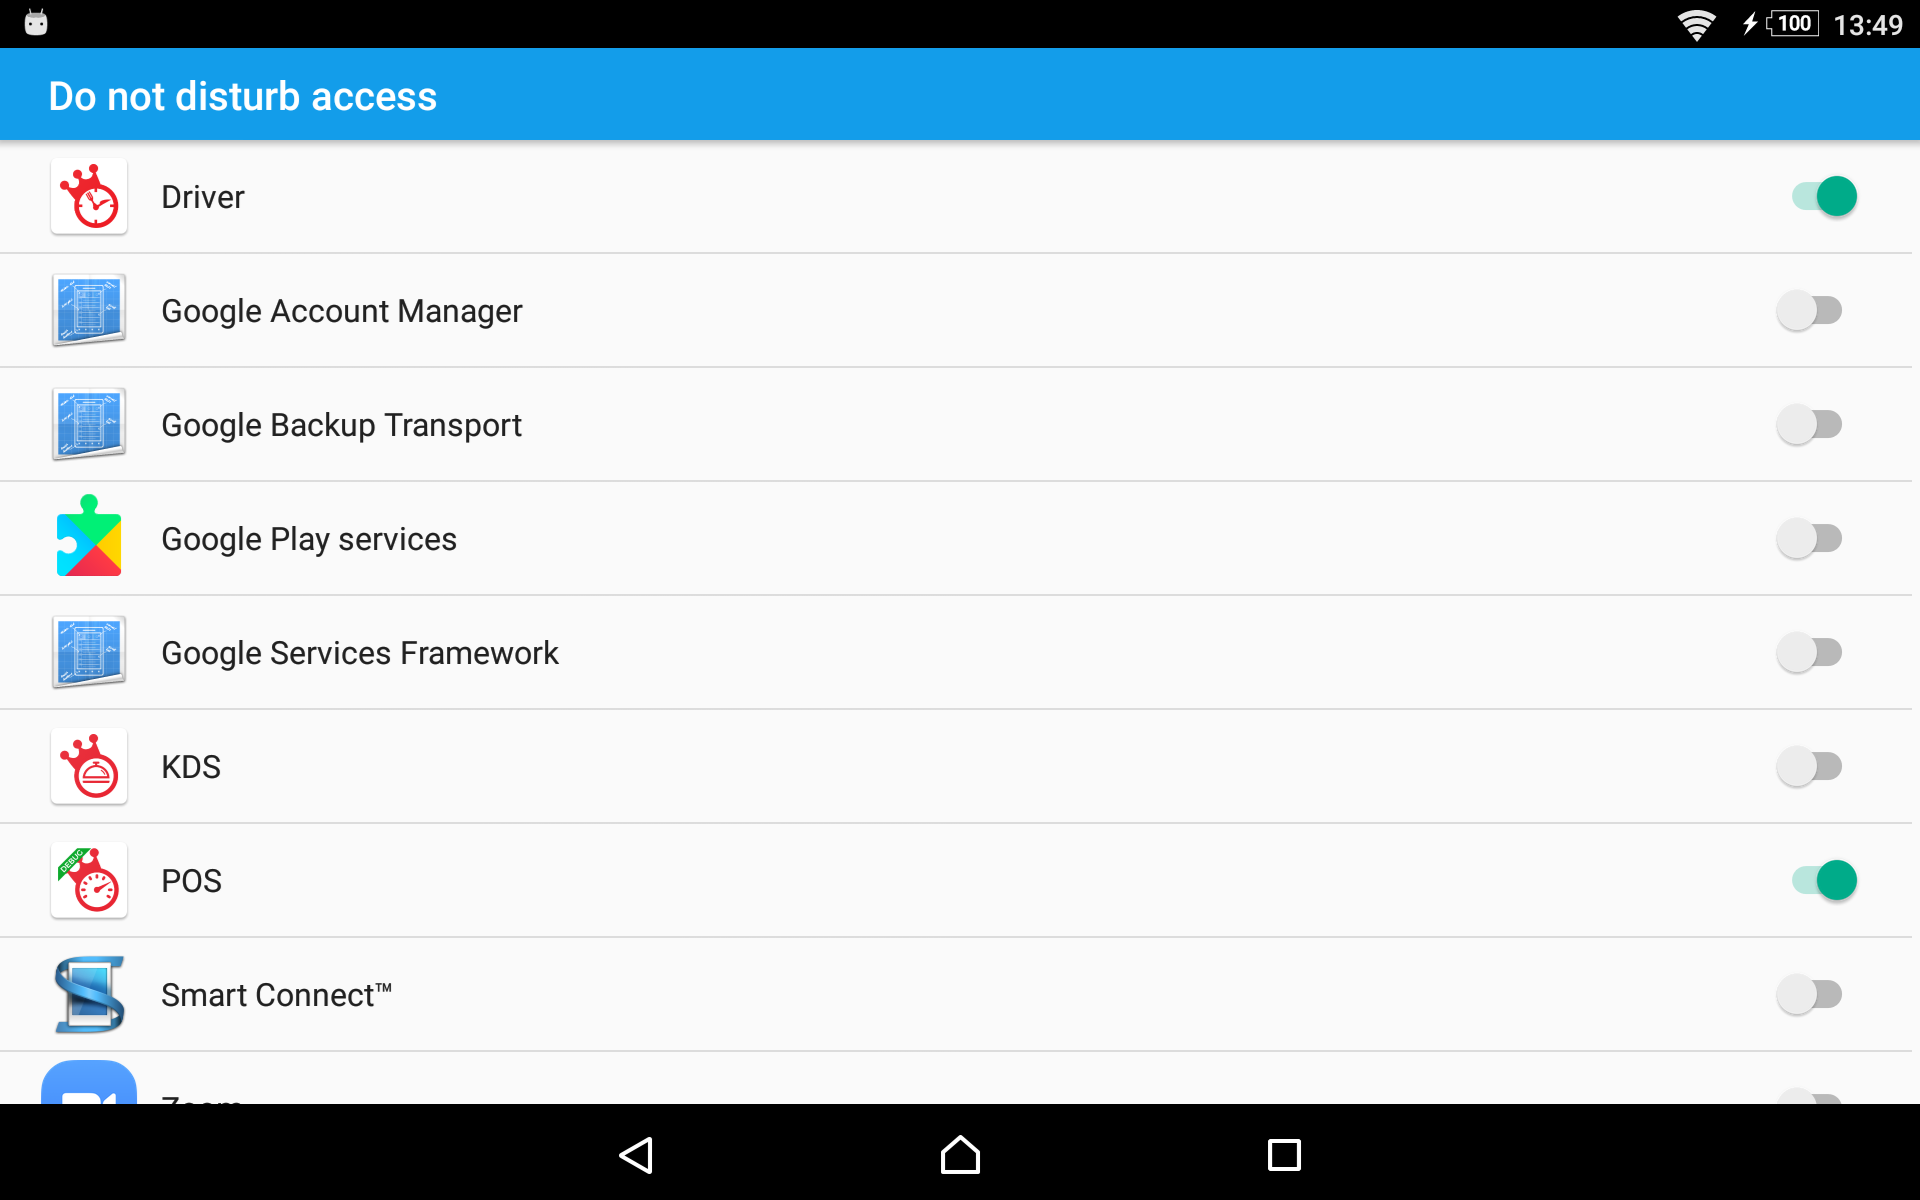 100 13:49
Do not disturb access
Driver
Google Account Manager
Google Backup Transport
Google Play services
Google Services Framework
KDS
DEBUG
POS
Smart Connect™
Zoom